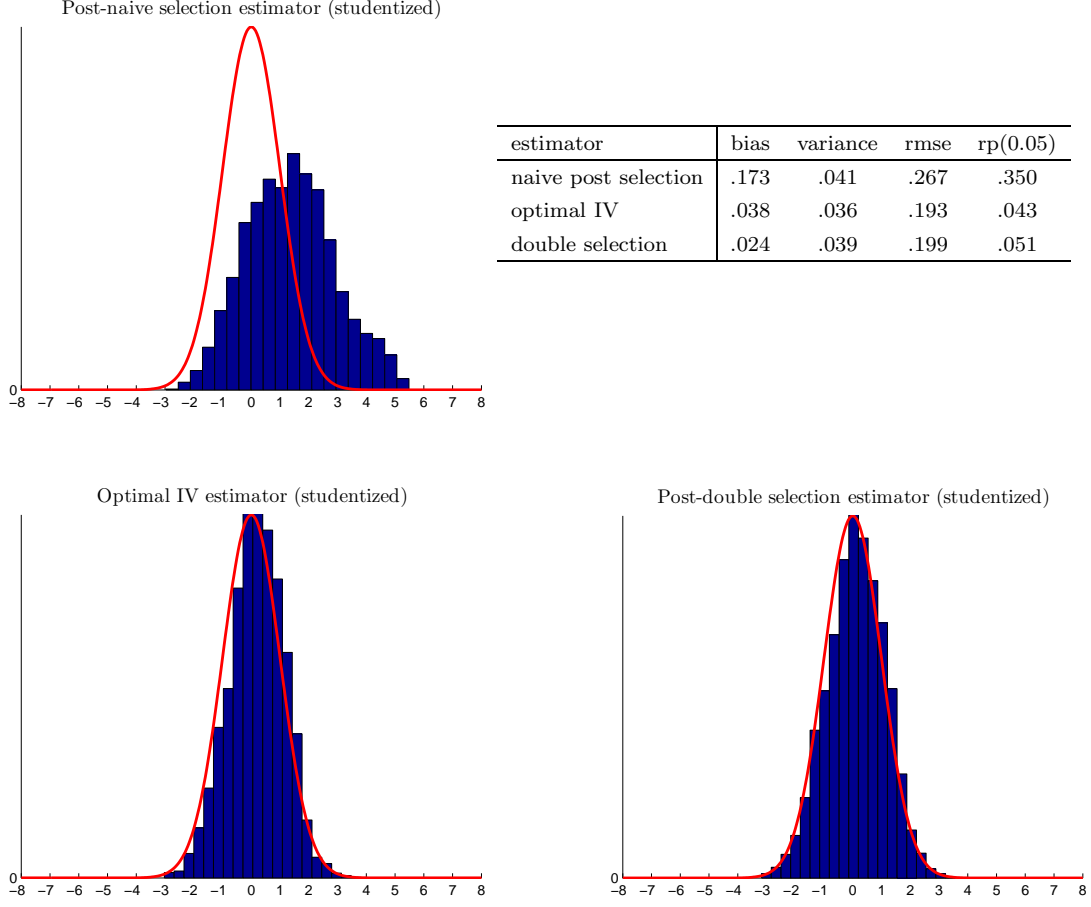 Post-naive selection estimator (studentized)
0
−8 −7 −6 −5 −4 −3 −2 −1 0 1 2 3 4 5 6 7 8
estimator bias variance rmse rp(0.05)
naive post selection .173 .041 .267 .350
optimal IV .038 .036 .193 .043
double selection .024 .039 .199 .051
Optimal IV estimator (studentized)
0
−8 −7 −6 −5 −4 −3 −2 −1 0 1 2 3 4 5 6 7 8
Post-double selection estimator (studentized)
0
−8 −7 −6 −5 −4 −3 −2 −1 0 1 2 3 4 5 6 7 8